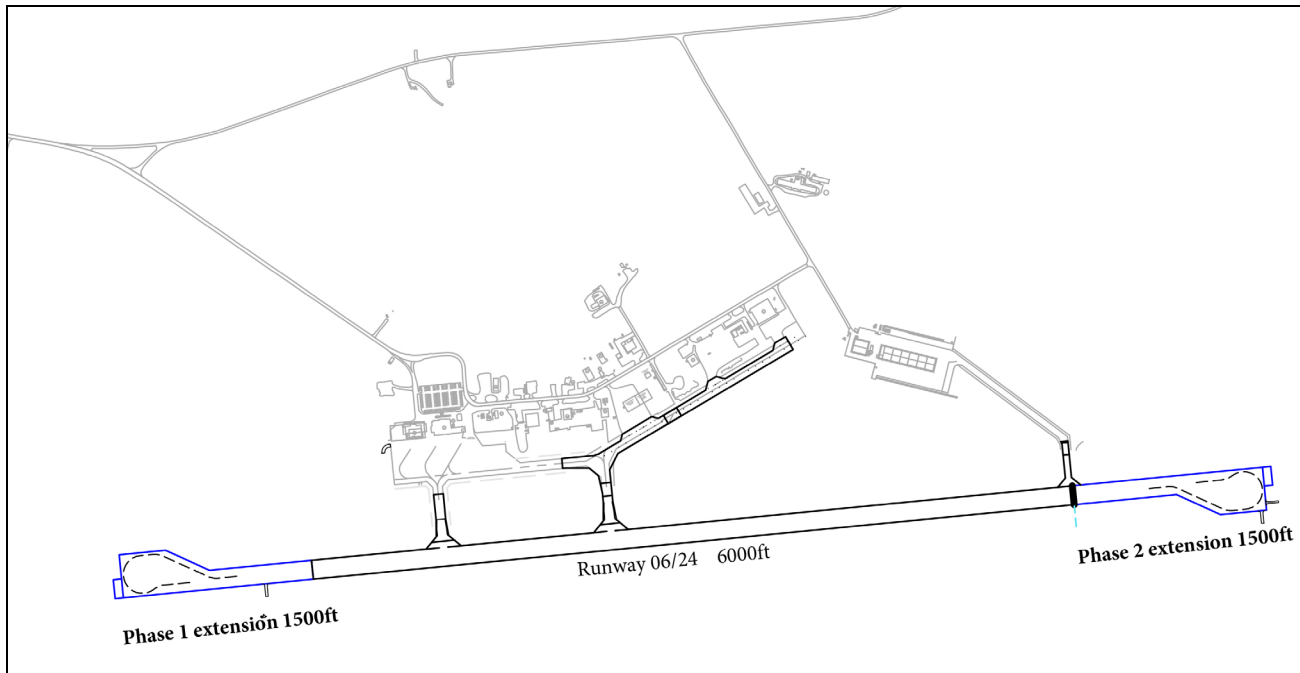 Runway 06/24 6000ft
Phase 2 extension 1500ft
Phase 1 extension 1500ft